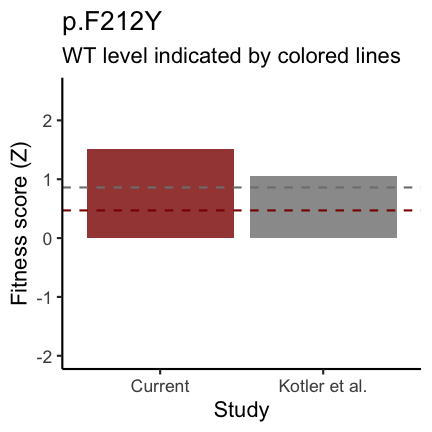 p.F212Y
WT level indicated by colored lines
Fitness score (Z)
2
1
0
-1
-2
Current
Kotler et al.
Study